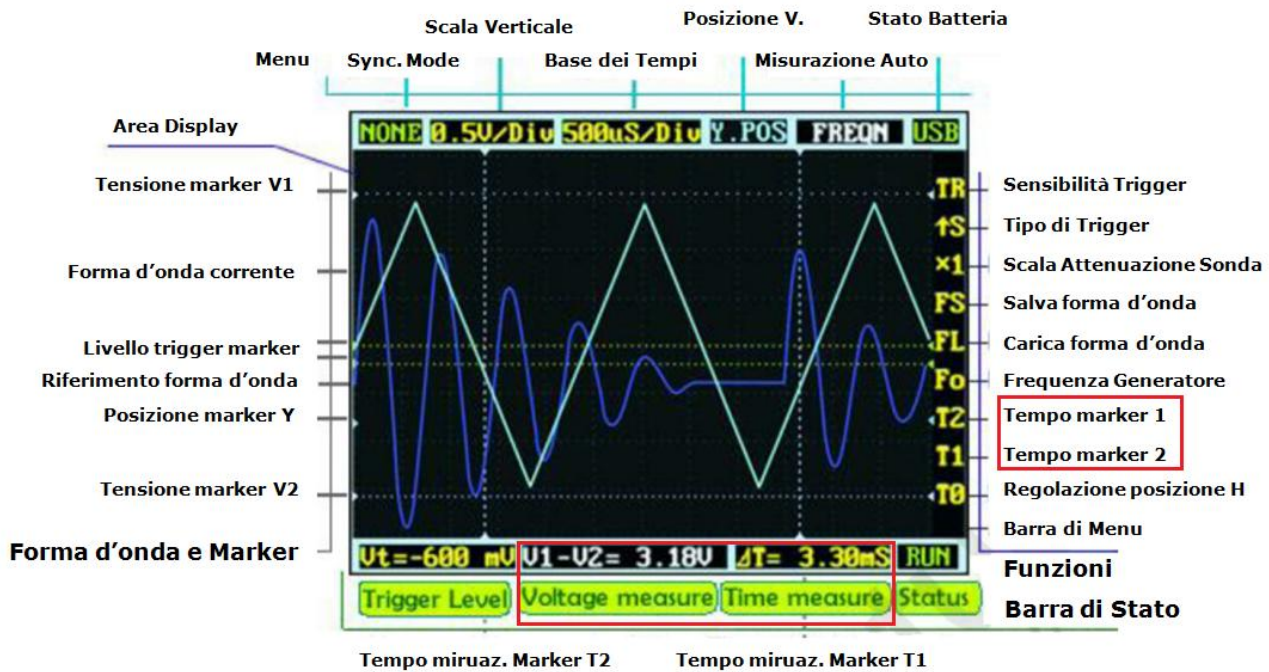 Posizione V.
Stato Batteria
Scala Verticale
Menu
Sync. Mode
Base dei Tempi
Misurazione Auto
Area Display
NONE 0.5V/Div 500uS/Div Y.POS FREQN USB
Tensione marker V1
Forma d'onda corrente
Livello trigger marker
Riferimento forma d'onda
Posizione marker Y
Tensione marker V2
Forma d'onda e Marker
TR
↑S
×1
FS
FL
Fo
T2
T1
T0
Sensibilità Trigger
Tipo di Trigger
Scala Attenuazione Sonda
Salva forma d'onda
Carica forma d'onda
Frequenza Generatore
Tempo marker 1
Tempo marker 2
Regolazione posizione H
Barra di Menu
Funzioni
Vt=-600 mV V1-V2= 3.18V ⊿T= 3.30mS RUN
Trigger Level Voltage measure Time measure Status
Barra di Stato
Tempo miruaz. Marker T2
Tempo miruaz. Marker T1